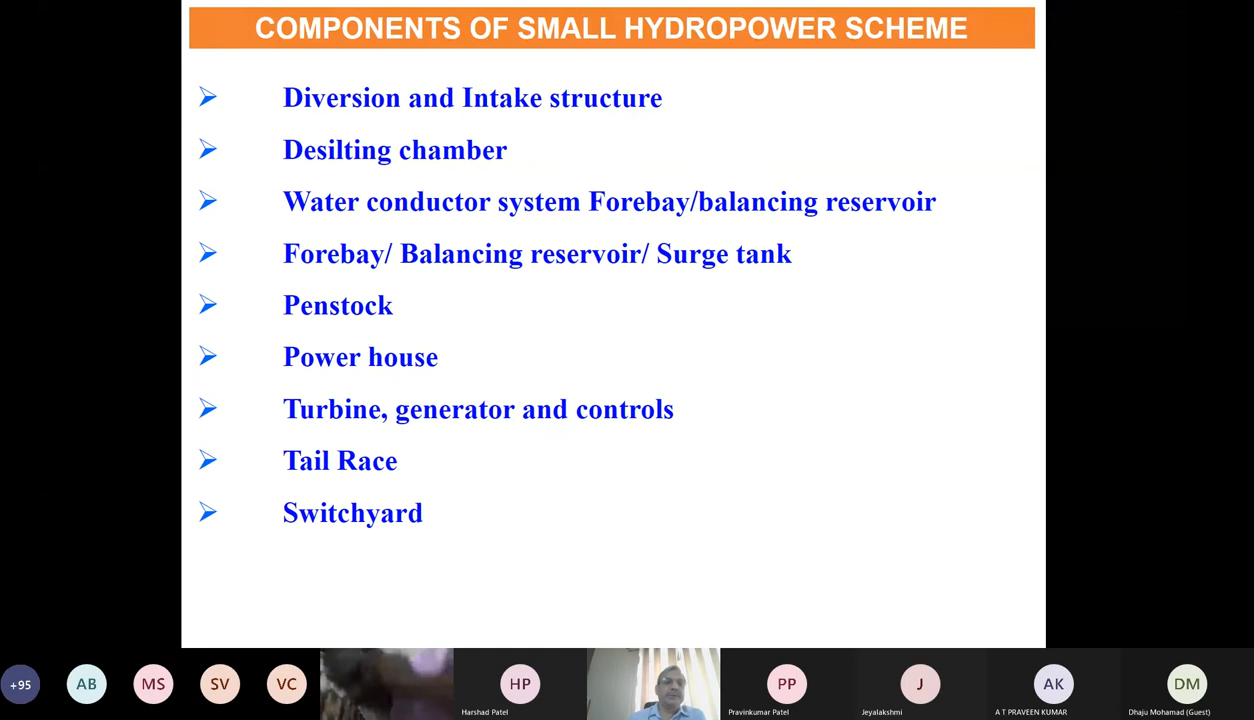 COMPONENTS OF SMALL HYDROPOWER SCHEME
Diversion and Intake structure
Desilting chamber
Water conductor system Forebay/balancing reservoir
Forebay/ Balancing reservoir/ Surge tank
Penstock
Power house
Turbine, generator and controls
Tail Race
Switchyard
+95 AB MS SV VC HP PP J AK DM
Harshad Patel Pravinkumar Patel Jeyalakshmi A T PRAVEEN KUMAR Dhaju Mohamad (Guest)